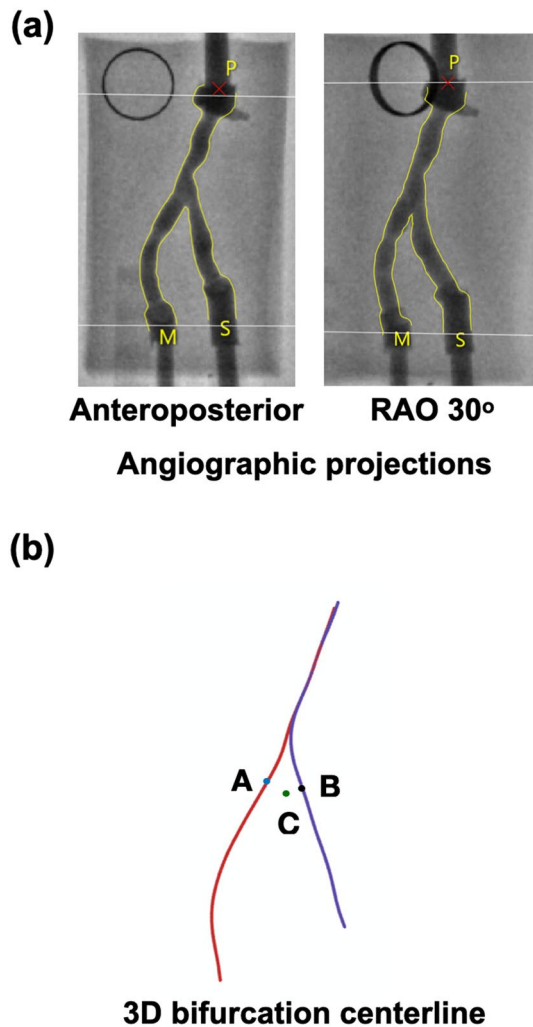 (a)
P P
M S M S
Anteroposterior RAO 30º
Angiographic projections
(b)
A B
C
3D bifurcation centerline